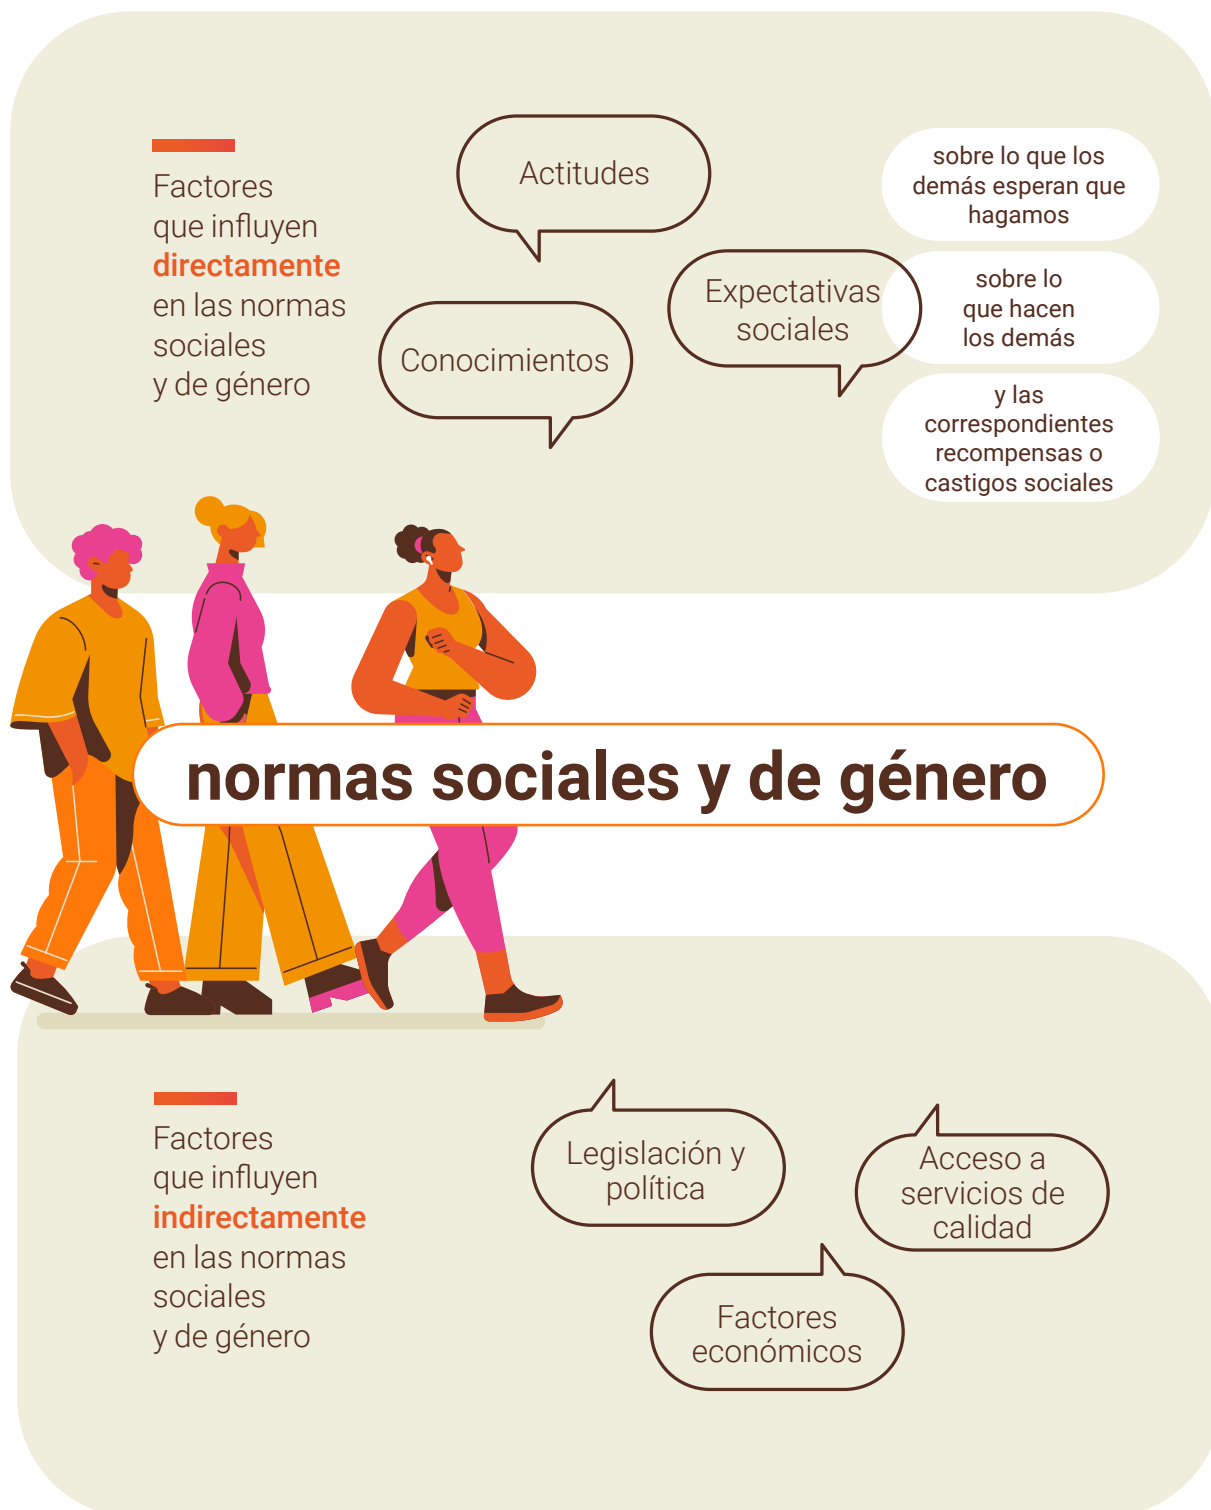 Factores
que influyen
directamente
en las normas
sociales
y de género
Actitudes
Conocimientos
Expectativas
sociales
sobre lo que los
demás esperan que
hagamos
sobre lo
que hacen
los demás
y las
correspondientes
recompensas o
castigos sociales
normas sociales y de género
Factores
que influyen
indirectamente
en las normas
sociales
y de género
Legislación y
política
Acceso a
servicios de
calidad
Factores
económicos